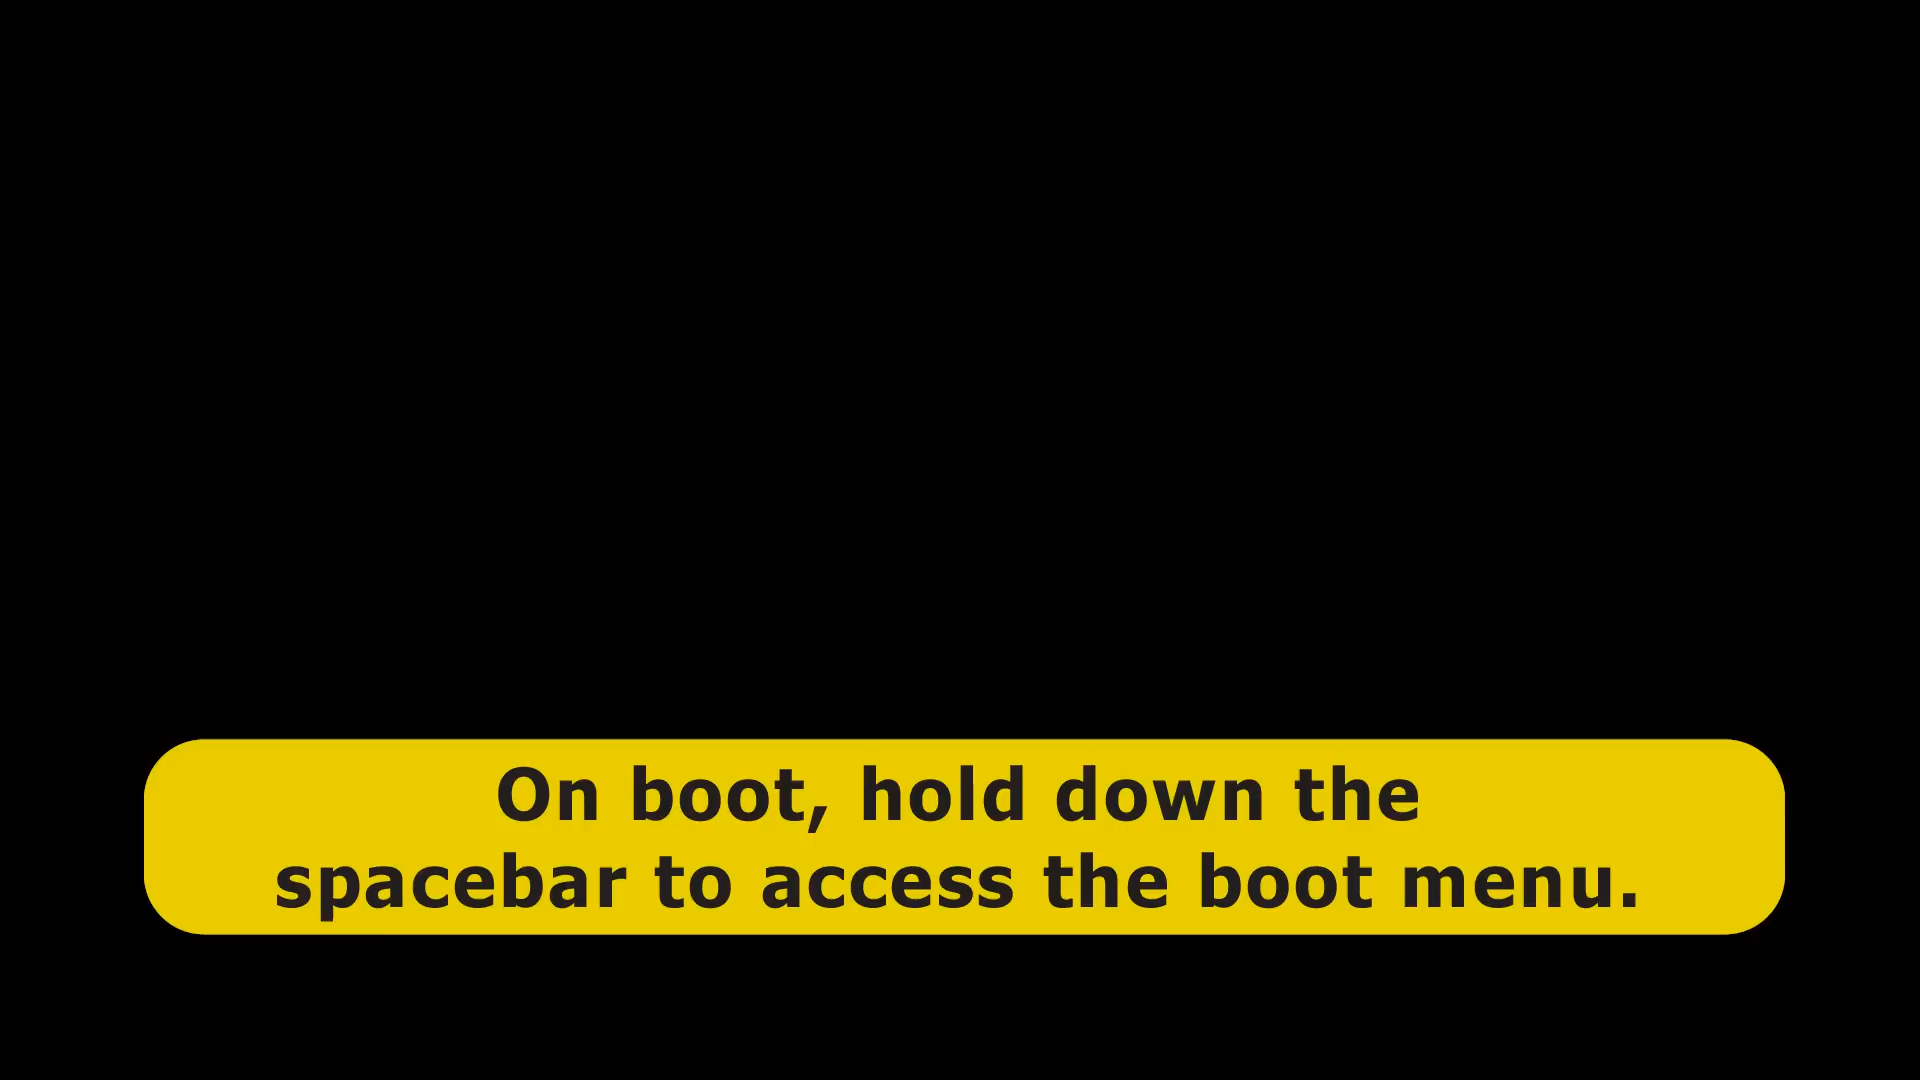 On boot, hold down the
spacebar to access the boot menu.